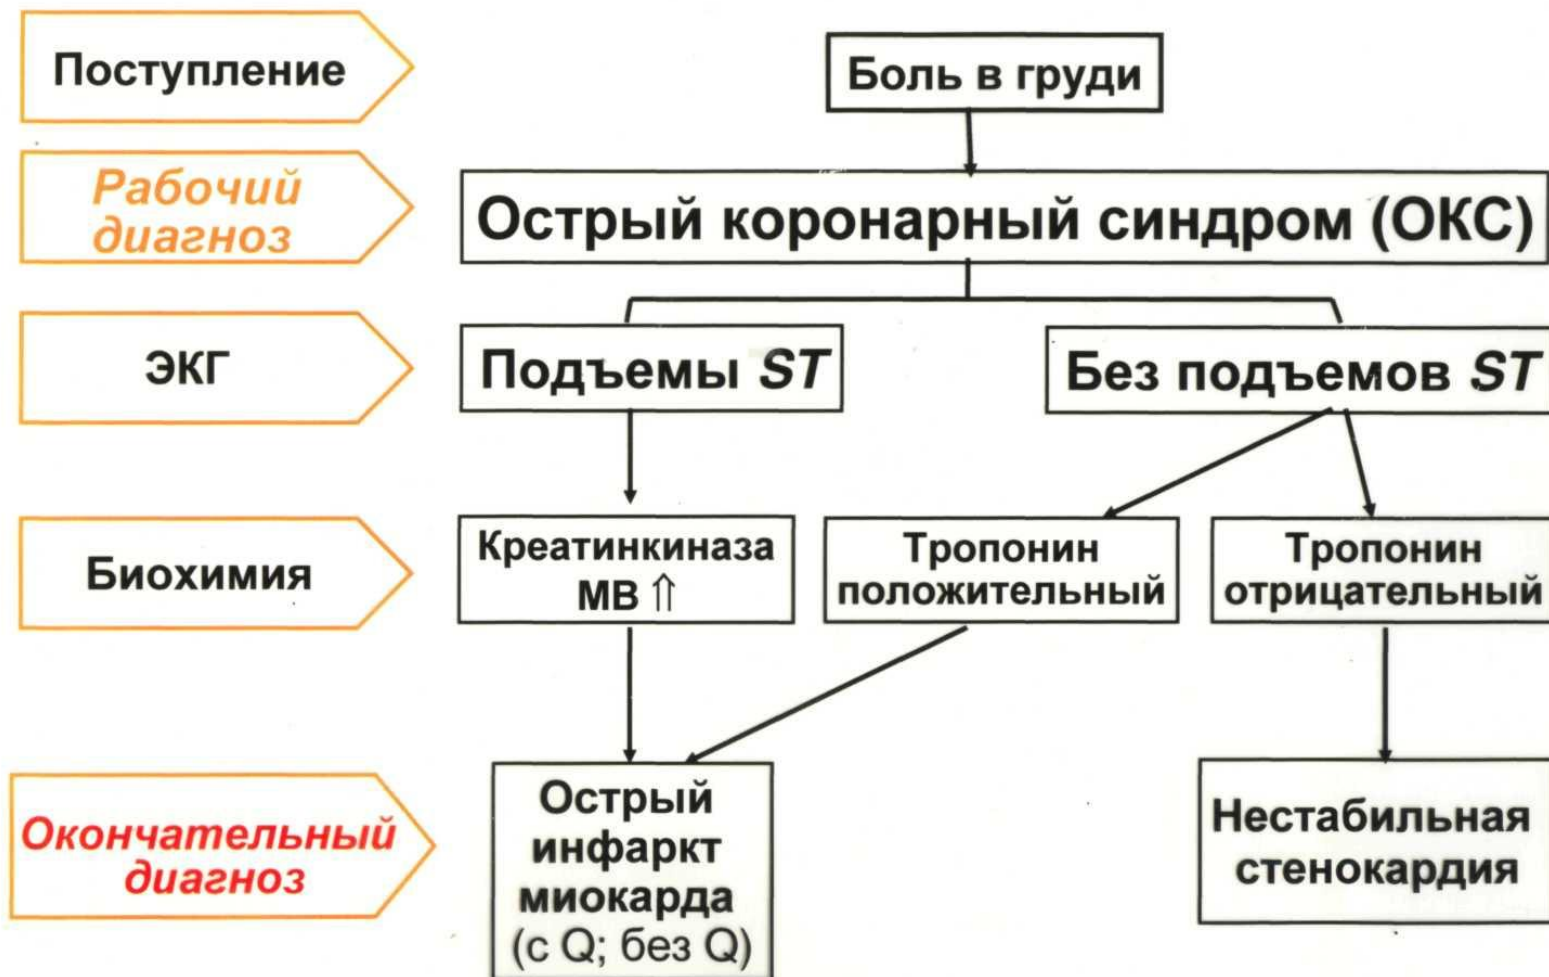 Поступление
Боль в груди
Рабочий
диагноз
Острый коронарный синдром (ОКС)
ЭКГ
Подъемы ST
Без подъемов ST
Биохимия
Креатинкиназа
МВ ⇑
Тропонин
положительный
Тропонин
отрицательный
Окончательный
диагноз
Острый
инфаркт
миокарда
(с Q; без Q)
Нестабильная
стенокардия